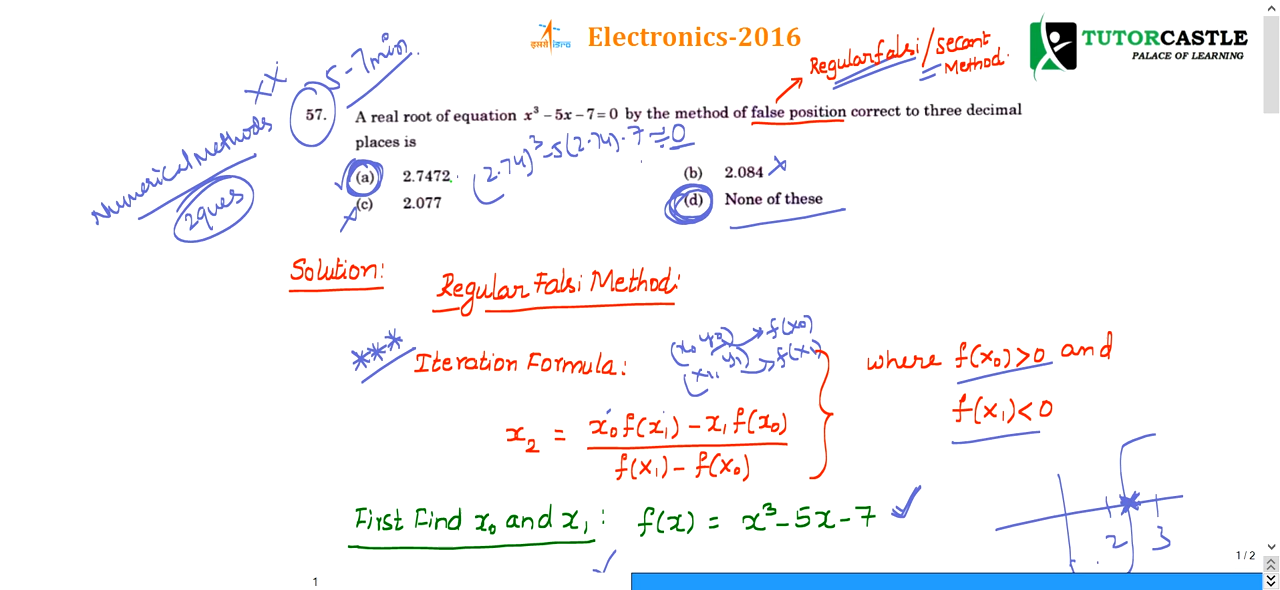 इसरो isro
Electronics-2016
TUTORCASTLE
PALACE OF LEARNING
Regularfalsi / Secant
Method.
5-7min.
XX
Numerical Methods
2ques
57. A real root of equation x³ − 5x − 7 = 0 by the method of false position correct to three decimal
places is
(2.74)³-5(2.74)-7 ≈ 0
(a) 2.7472
(b) 2.084
(c) 2.077
(d) None of these
Solution:
Regular Falsi Method:
*** Iteration Formula:
(x₀, y₀) → f(x₀)
(x₁, y₁) → f(x₁)
where f(x₀)>0 and
f(x₁)<0
x₂ = x₀f(x₁) − x₁f(x₀)
f(x₁) − f(x₀)
First Find x₀ and x₁: f(x) = x³ − 5x − 7
2 3
1 / 2
1